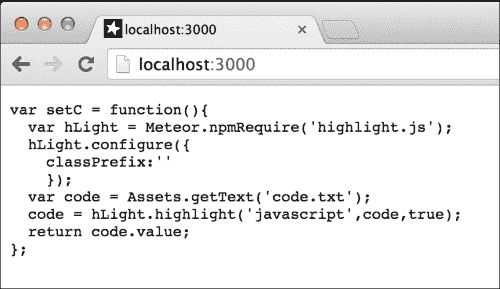 localhost:3000
localhost:3000
var setC = function(){
  var hLight = Meteor.npmRequire('highlight.js');
  hLight.configure({
    classPrefix:''
    });
  var code = Assets.getText('code.txt');
  code = hLight.highlight('javascript',code,true);
  return code.value;
};